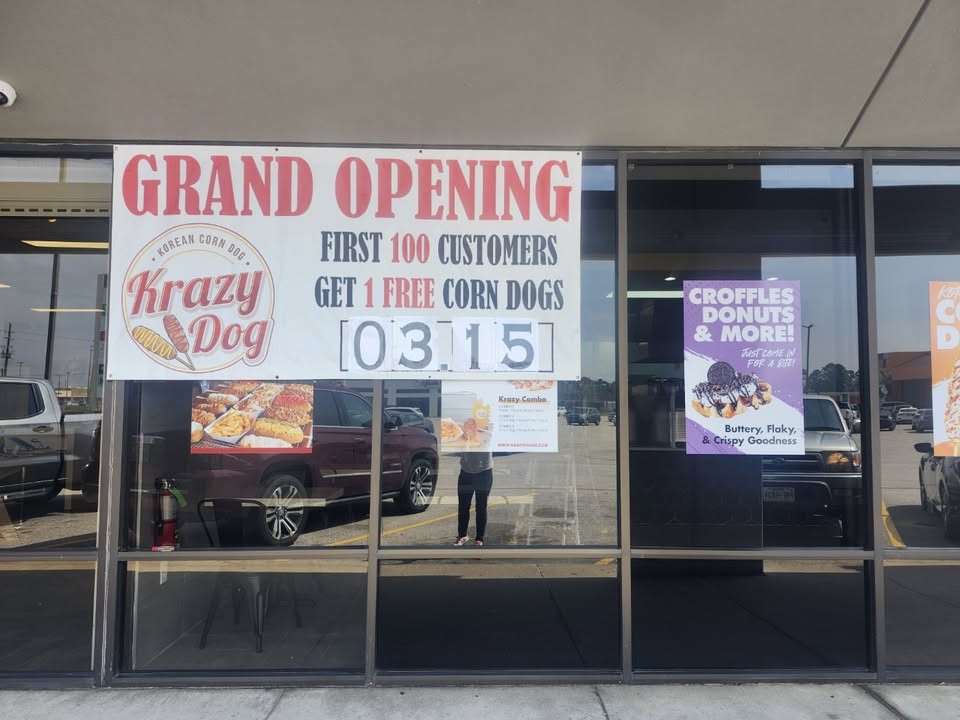 GRAND OPENING
KOREAN CORN DOG
Krazy
Dog
FIRST 100 CUSTOMERS
GET 1 FREE CORN DOGS
03.15
Krazy Combo
CROFFLES
DONUTS
& MORE!
JUST COME IN
FOR A BITE!
Buttery, Flaky,
& Crispy Goodness